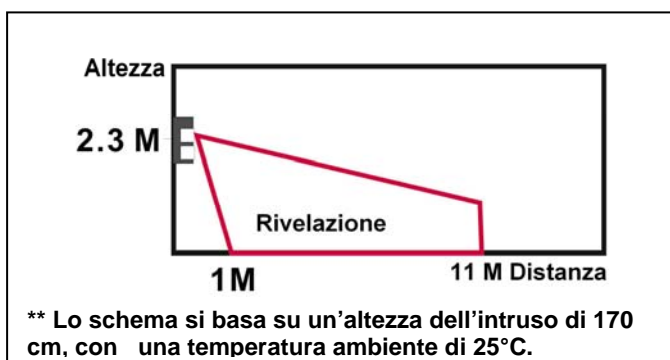 Altezza
2.3 M
Rivelazione
1M
11 M Distanza
** Lo schema si basa su un'altezza dell'intruso di 170
cm, con una temperatura ambiente di 25°C.